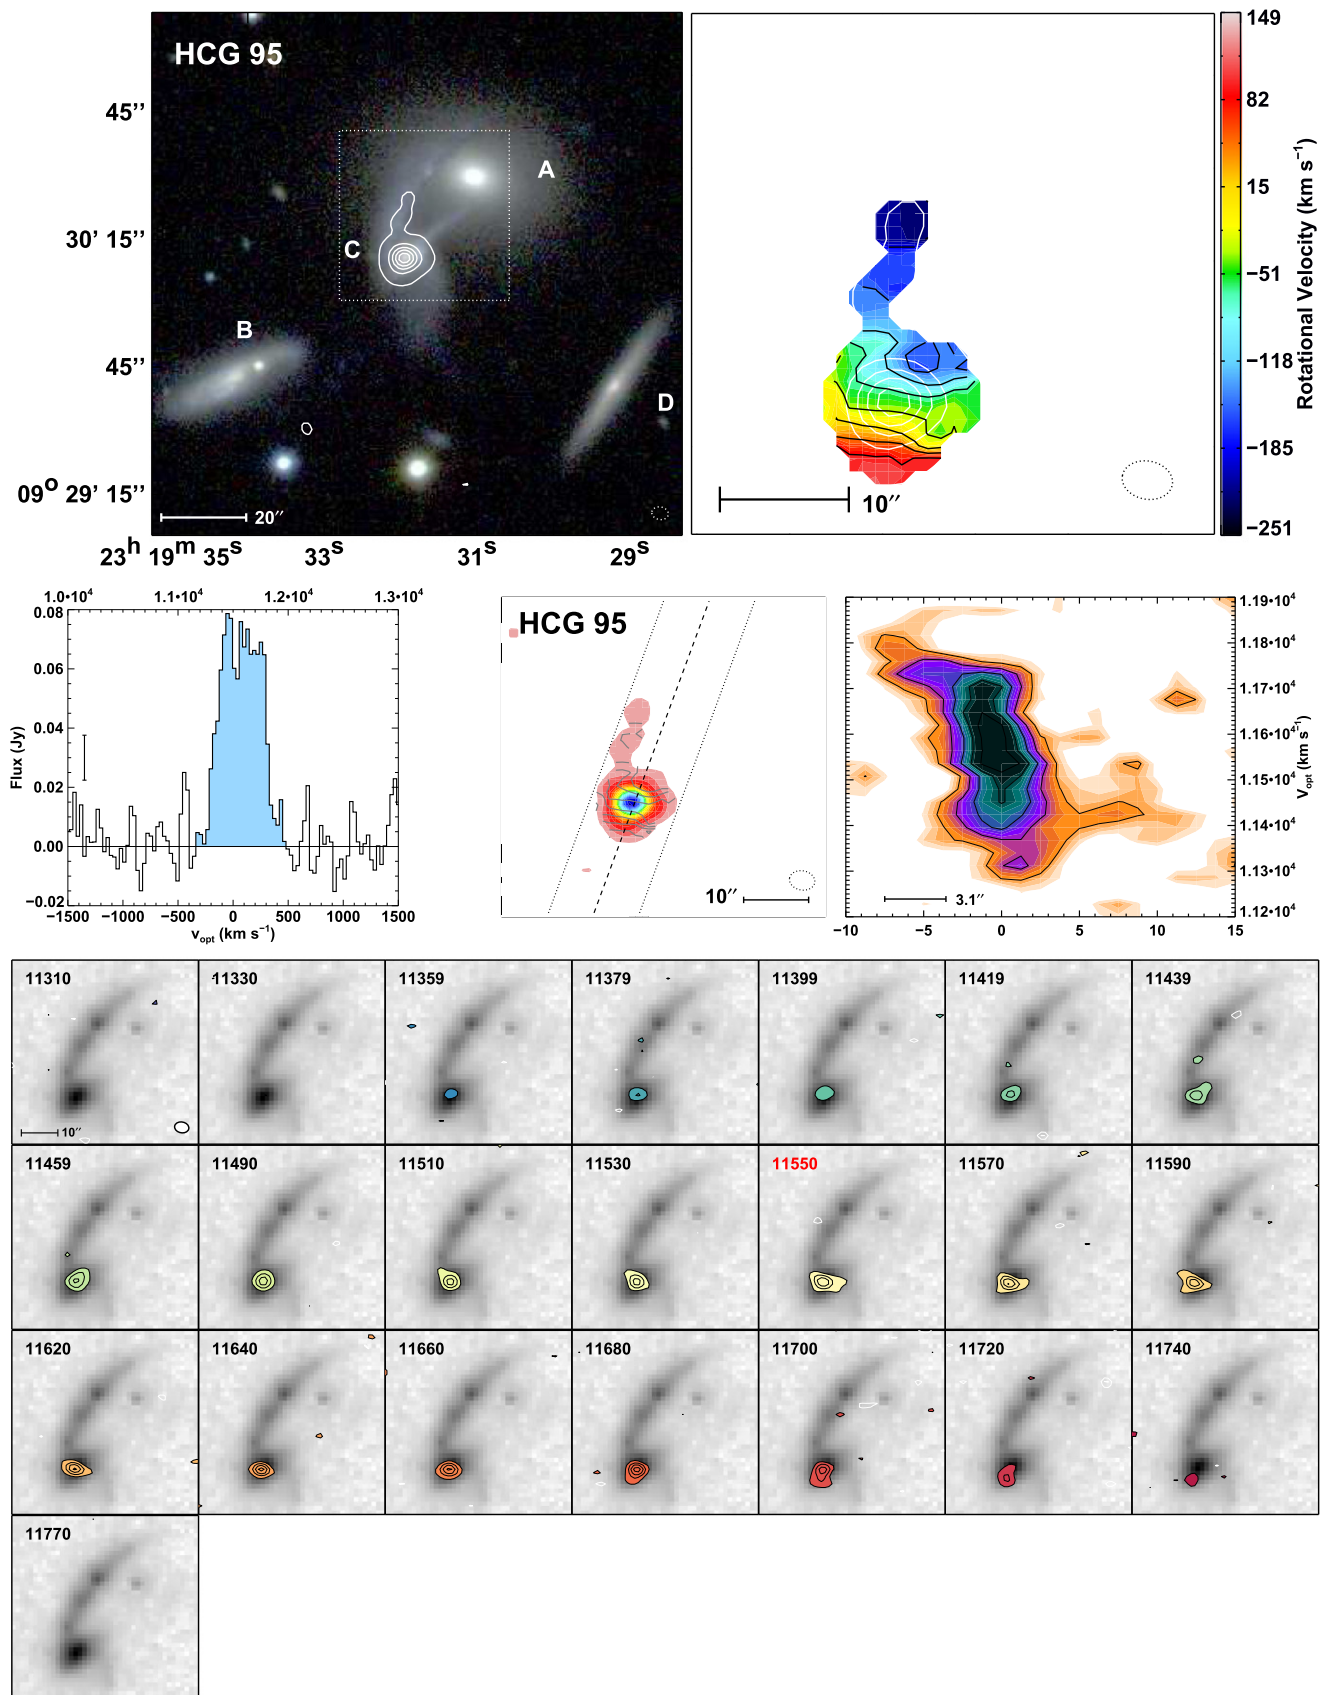 HCG 95
A
C
B
D
45′′
30′ 15′′
45′′
09° 29′ 15′′
20′′
23h 19m 35s 33s 31s 29s
10′′
149
82
15
−51
−118
−185
−251
Rotational Velocity (km s−1)
1.0•10⁴ 1.1•10⁴ 1.2•10⁴ 1.3•10⁴
0.08
0.06
0.04
0.02
0.00
−0.02
Flux (Jy)
−1500 −1000 −500 0 500 1000 1500
vopt (km s−1)
HCG 95
10′′
1.19•10⁴
1.18•10⁴
1.17•10⁴
1.16•10⁴
1.15•10⁴
1.14•10⁴
1.13•10⁴
1.12•10⁴
vopt (km s−1)
3.1′′
−10 −5 0 5 10 15
11310 11330 11359 11379 11399 11419 11439
10′′
11459 11490 11510 11530 11550 11570 11590
11620 11640 11660 11680 11700 11720 11740
11770